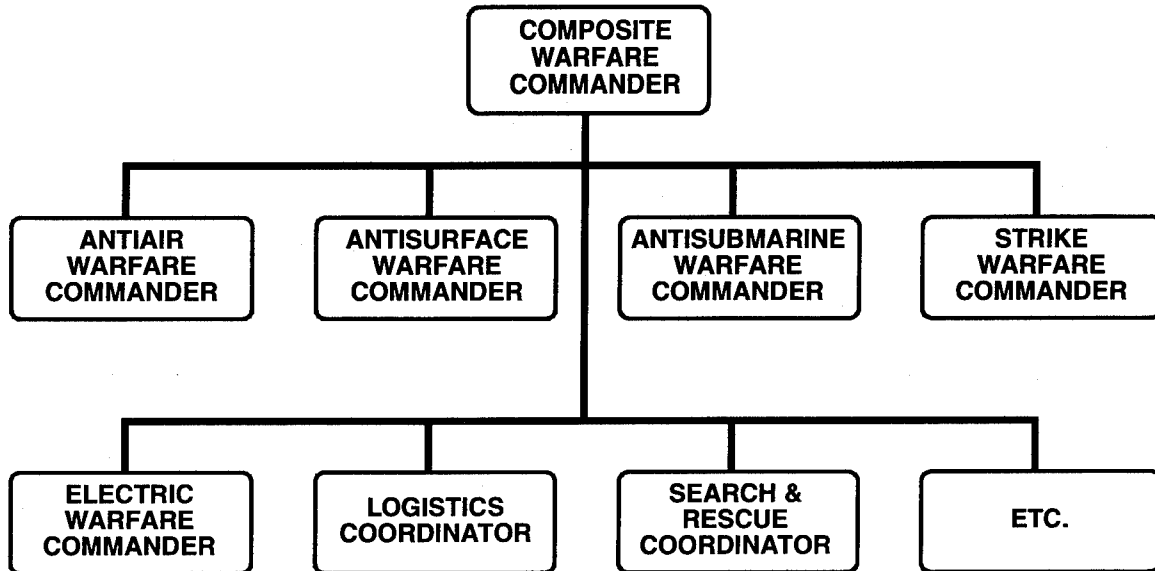 COMPOSITE
WARFARE
COMMANDER
ANTIAIR
WARFARE
COMMANDER
ANTISURFACE
WARFARE
COMMANDER
ANTISUBMARINE
WARFARE
COMMANDER
STRIKE
WARFARE
COMMANDER
ELECTRIC
WARFARE
COMMANDER
LOGISTICS
COORDINATOR
SEARCH &
RESCUE
COORDINATOR
ETC.